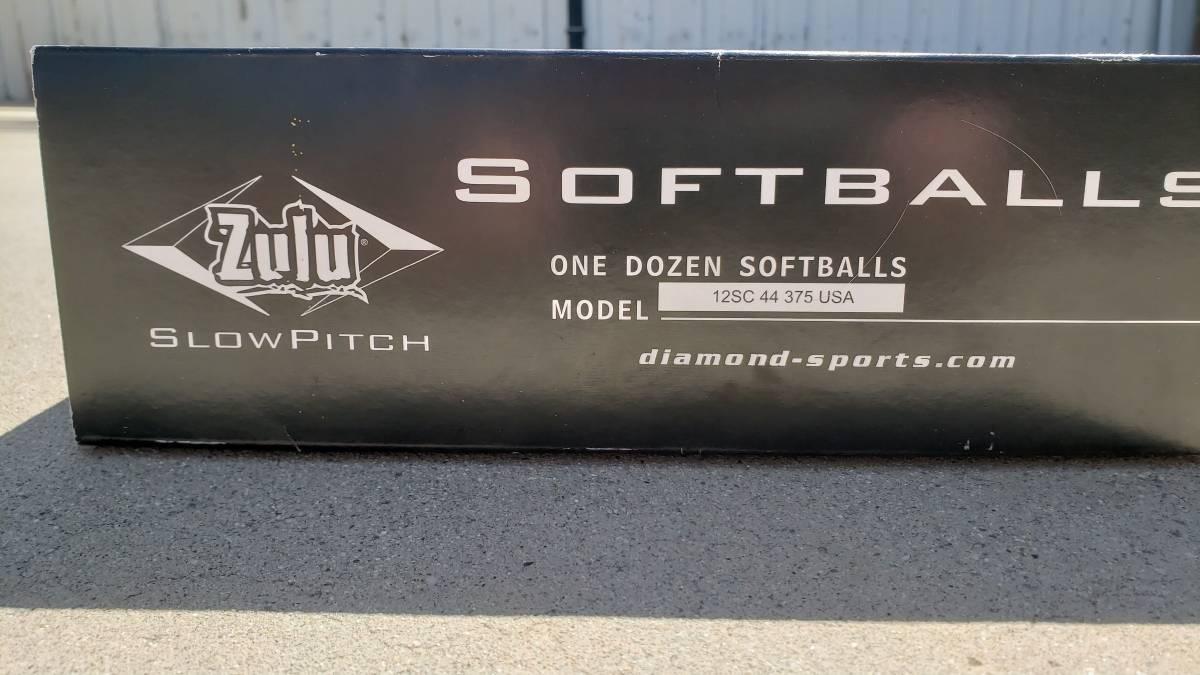 Zulu®
SLOWPITCH
SOFTBALLS
ONE DOZEN SOFTBALLS
MODEL 12SC 44 375 USA
diamond-sports.com